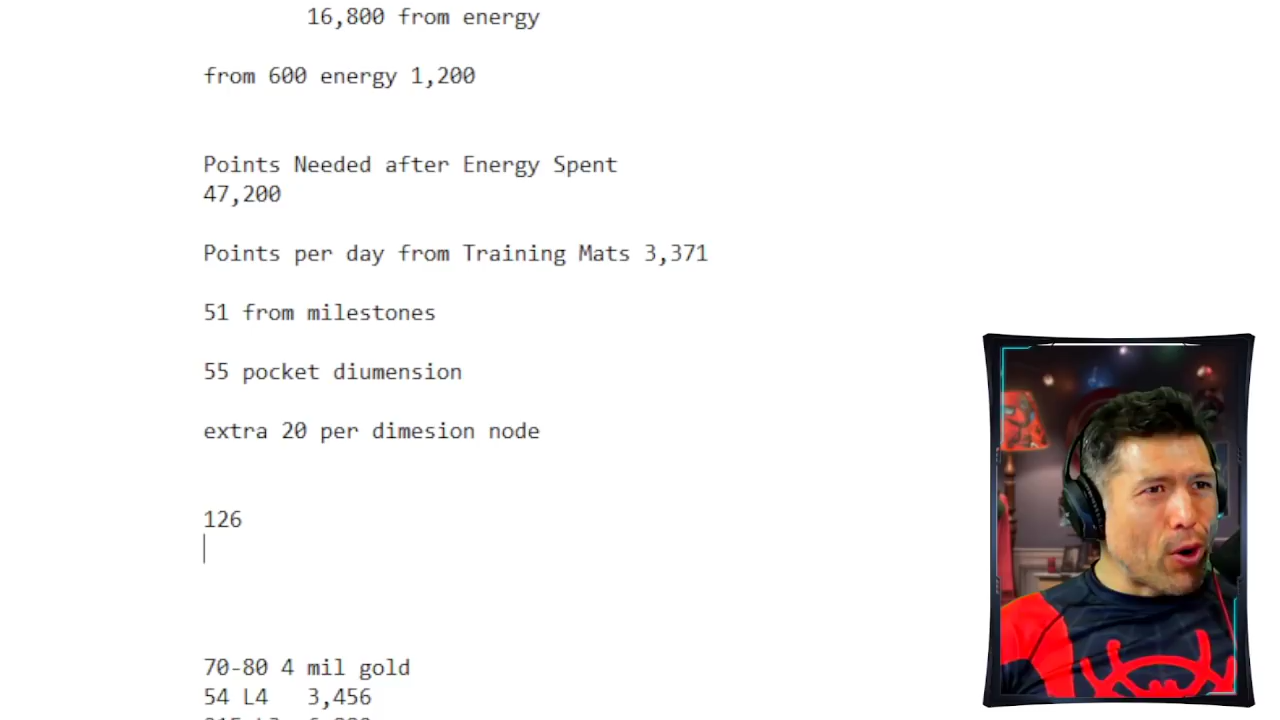 16,800 from energy
from 600 energy 1,200
Points Needed after Energy Spent
47,200
Points per day from Training Mats 3,371
51 from milestones
55 pocket diumension
extra 20 per dimesion node
126
70-80 4 mil gold
54 L4 3,456